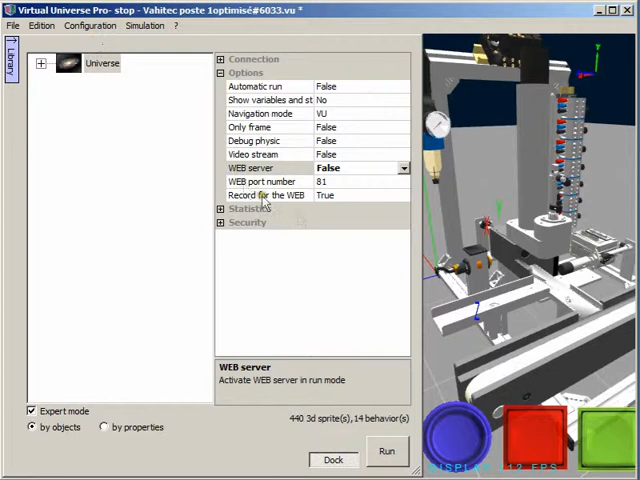 Virtual Universe Pro- stop - Vahitec poste 1optimisé#6033.vu *
File Edition Configuration Simulation ?
Library
Universe
Connection
Options
Automatic run False
Show variables and st No
Navigation mode VU
Only frame False
Debug physic False
Video stream False
WEB server False
WEB port number 81
Record for the WEB True
Statistics
Security
WEB server
Activate WEB server in run mode
Expert mode
440 3d sprite(s),14 behavior(s)
by objects by properties
Dock Run
DISPLAY :12 FPS